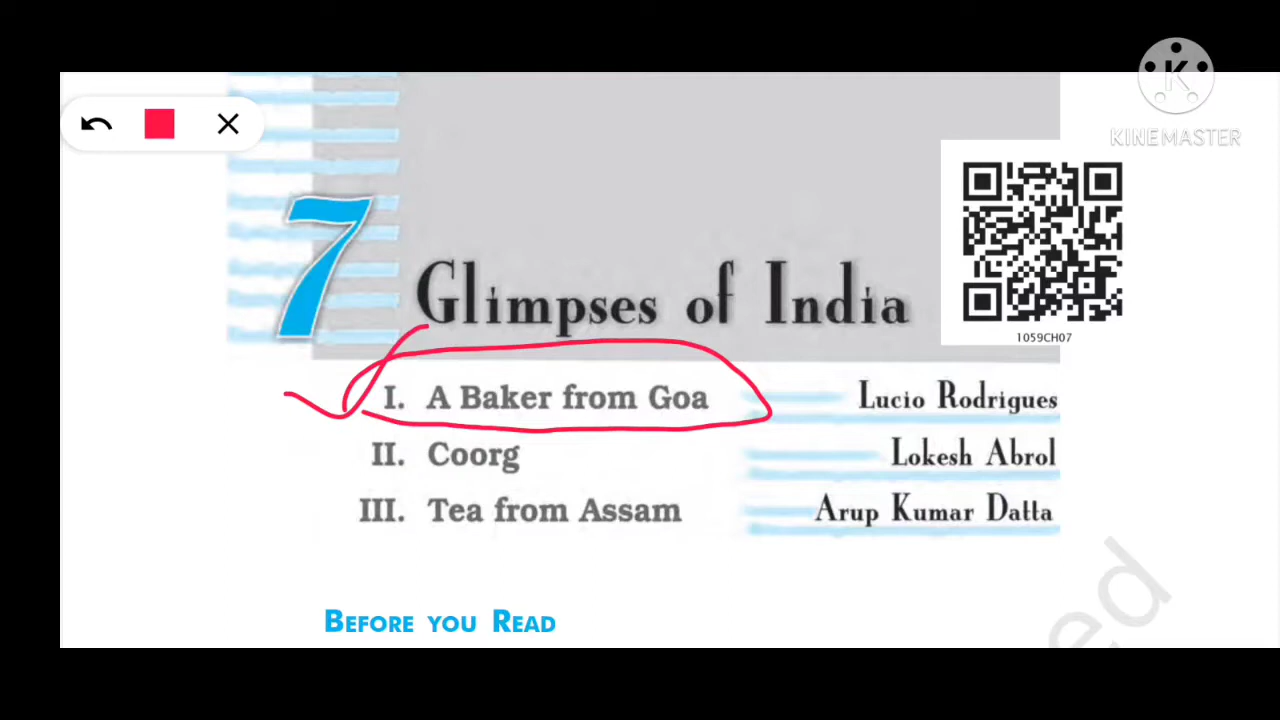 KINEMASTER
7
Glimpses of India
1059CH07
I. A Baker from Goa Lucio Rodrigues
II. Coorg Lokesh Abrol
III. Tea from Assam Arup Kumar Datta
BEFORE YOU READ
ed